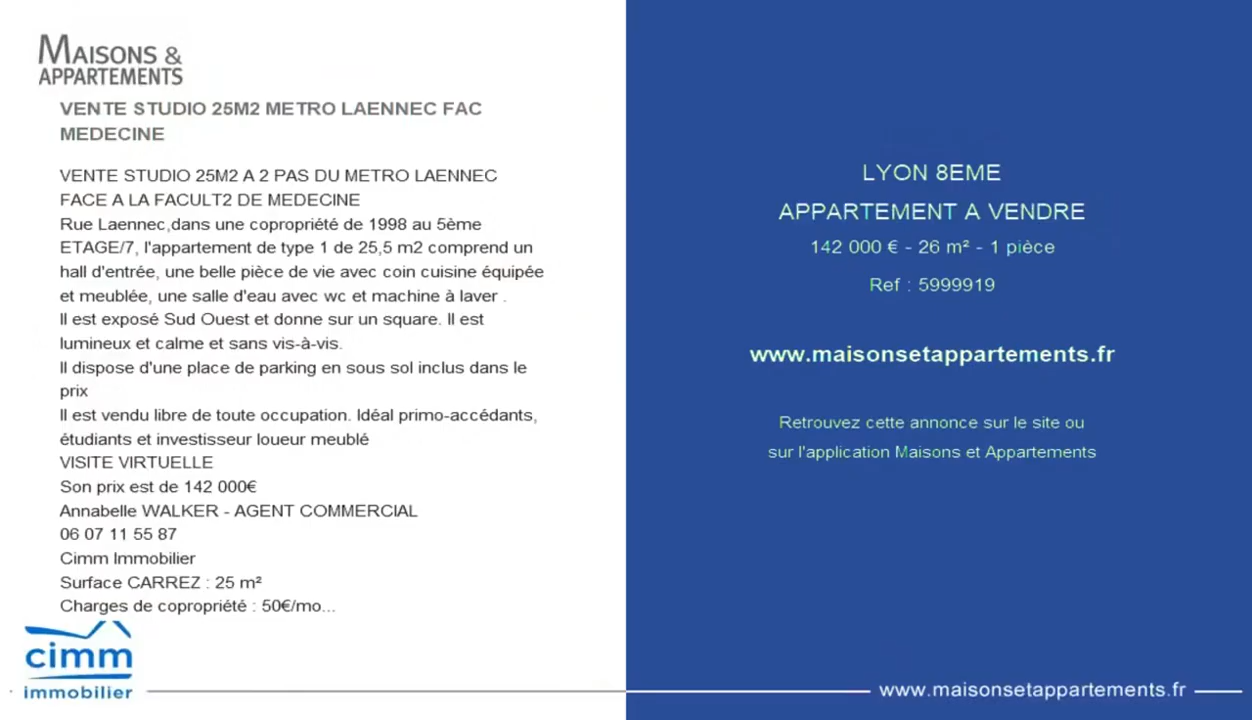 MAISONS &
APPARTEMENTS
VENTE STUDIO 25M2 METRO LAENNEC FAC
MEDECINE
VENTE STUDIO 25M2 A 2 PAS DU METRO LAENNEC
FACE A LA FACULT2 DE MEDECINE
Rue Laennec,dans une copropriété de 1998 au 5ème
ETAGE/7, l'appartement de type 1 de 25,5 m2 comprend un
hall d'entrée, une belle pièce de vie avec coin cuisine équipée
et meublée, une salle d'eau avec wc et machine à laver .
Il est exposé Sud Ouest et donne sur un square. Il est
lumineux et calme et sans vis-à-vis.
Il dispose d'une place de parking en sous sol inclus dans le
prix
Il est vendu libre de toute occupation. Idéal primo-accédants,
étudiants et investisseur loueur meublé
VISITE VIRTUELLE
Son prix est de 142 000€
Annabelle WALKER - AGENT COMMERCIAL
06 07 11 55 87
Cimm Immobilier
Surface CARREZ : 25 m²
Charges de copropriété : 50€/mo...
cimm
immobilier
LYON 8EME
APPARTEMENT A VENDRE
142 000 € - 26 m² - 1 pièce
Ref : 5999919
www.maisonsetappartements.fr
Retrouvez cette annonce sur le site ou
sur l'application Maisons et Appartements
www.maisonsetappartements.fr